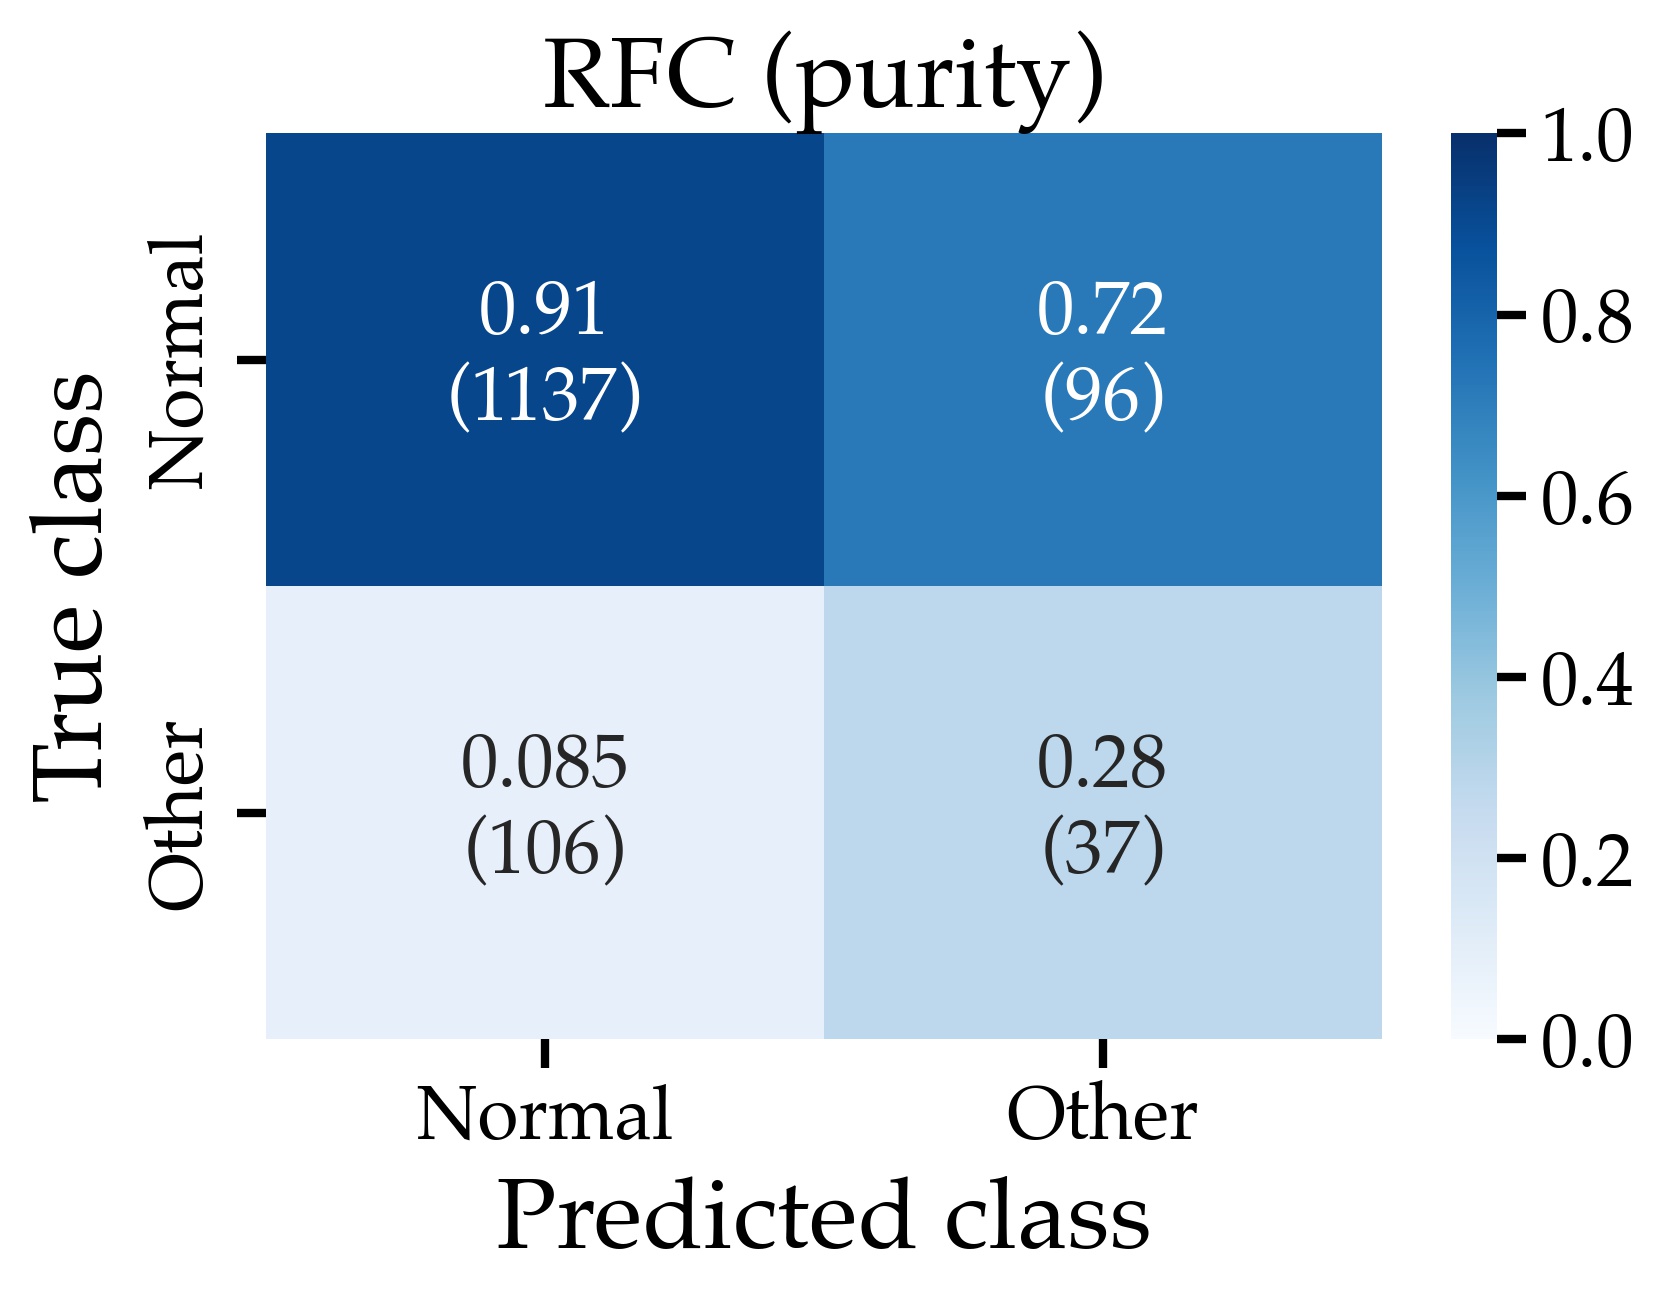 RFC (purity)
True class
Normal
Other
0.91
(1137)
0.72
(96)
0.085
(106)
0.28
(37)
Normal
Other
Predicted class
1.0
0.8
0.6
0.4
0.2
0.0